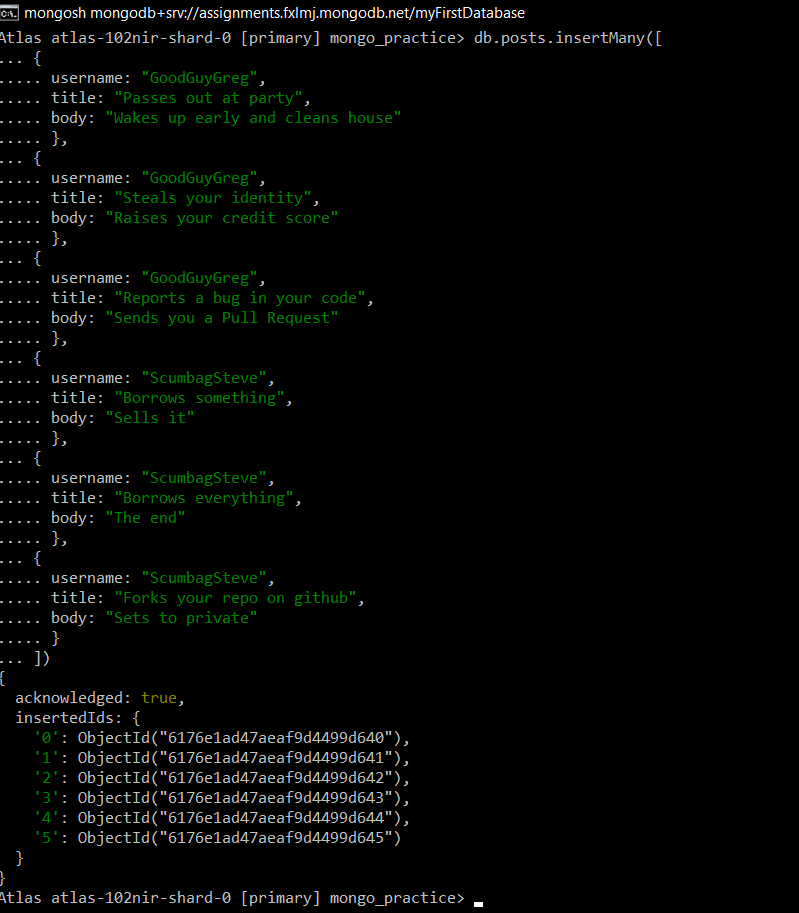 mongosh mongodb+srv://assignments.fxlmj.mongodb.net/myFirstDatabase
Atlas atlas-102nir-shard-0 [primary] mongo_practice> db.posts.insertMany([
... {
..... username: "GoodGuyGreg",
..... title: "Passes out at party",
..... body: "Wakes up early and cleans house"
..... },
... {
..... username: "GoodGuyGreg",
..... title: "Steals your identity",
..... body: "Raises your credit score"
..... },
... {
..... username: "GoodGuyGreg",
..... title: "Reports a bug in your code",
..... body: "Sends you a Pull Request"
..... },
... {
..... username: "ScumbagSteve",
..... title: "Borrows something",
..... body: "Sells it"
..... },
... {
..... username: "ScumbagSteve",
..... title: "Borrows everything",
..... body: "The end"
..... },
... {
..... username: "ScumbagSteve",
..... title: "Forks your repo on github",
..... body: "Sets to private"
..... }
... ])
{
  acknowledged: true,
  insertedIds: {
    '0': ObjectId("6176e1ad47aeaf9d4499d640"),
    '1': ObjectId("6176e1ad47aeaf9d4499d641"),
    '2': ObjectId("6176e1ad47aeaf9d4499d642"),
    '3': ObjectId("6176e1ad47aeaf9d4499d643"),
    '4': ObjectId("6176e1ad47aeaf9d4499d644"),
    '5': ObjectId("6176e1ad47aeaf9d4499d645")
  }
}
Atlas atlas-102nir-shard-0 [primary] mongo_practice>